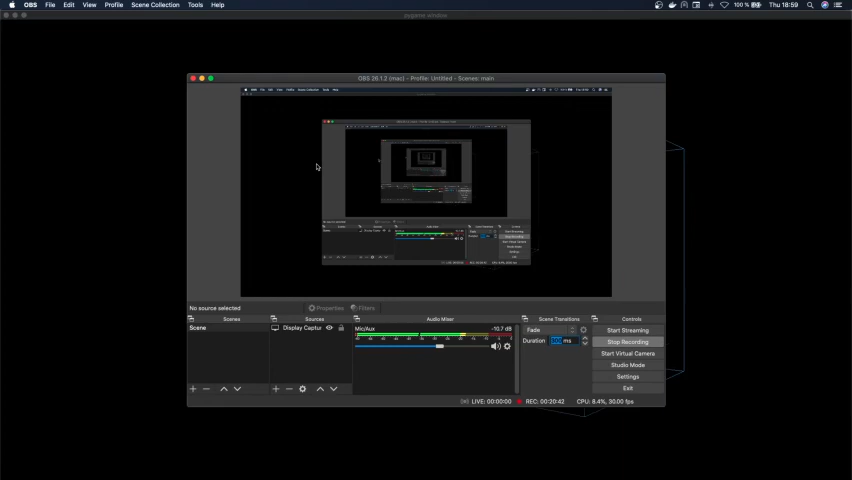 OBS File Edit View Profile Scene Collection Tools Help 100 % Thu 18:59
pygame window
OBS 26.1.2 (mac) - Profile: Untitled - Scenes: main
No source selected Properties Filters
Scenes Sources Audio Mixer Scene Transitions Controls
Scene Display Captur Mic/Aux -10.7 dB Fade Start Streaming
Duration 300 ms Stop Recording
Start Virtual Camera
Studio Mode
Settings
Exit
LIVE: 00:00:00 REC: 00:20:42 CPU: 8.4%, 30.00 fps